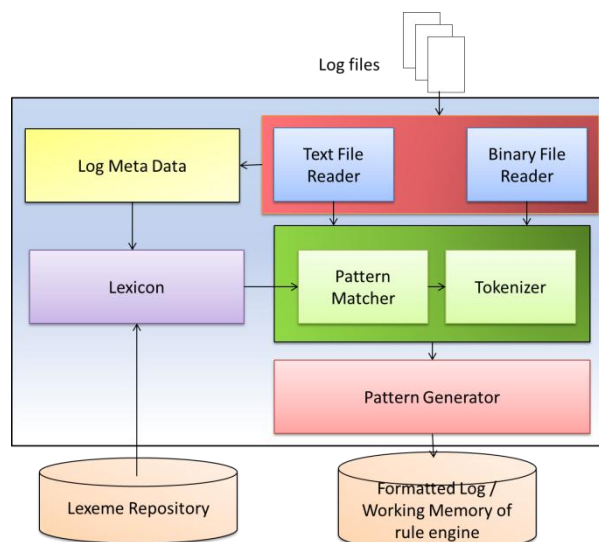 Log files
Log Meta Data
Text File
Reader
Binary File
Reader
Lexicon
Pattern
Matcher
Tokenizer
Pattern Generator
Lexeme Repository
Formatted Log /
Working Memory of
rule engine